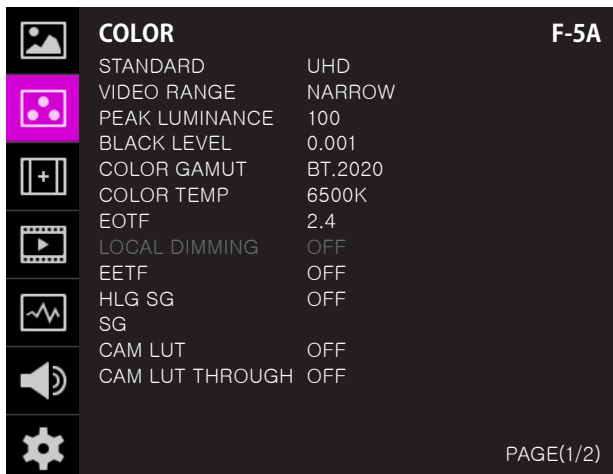 COLOR F-5A
STANDARD UHD
VIDEO RANGE NARROW
PEAK LUMINANCE 100
BLACK LEVEL 0.001
COLOR GAMUT BT.2020
COLOR TEMP 6500K
EOTF 2.4
LOCAL DIMMING OFF
EETF OFF
HLG SG OFF
SG
CAM LUT OFF
CAM LUT THROUGH OFF
PAGE(1/2)